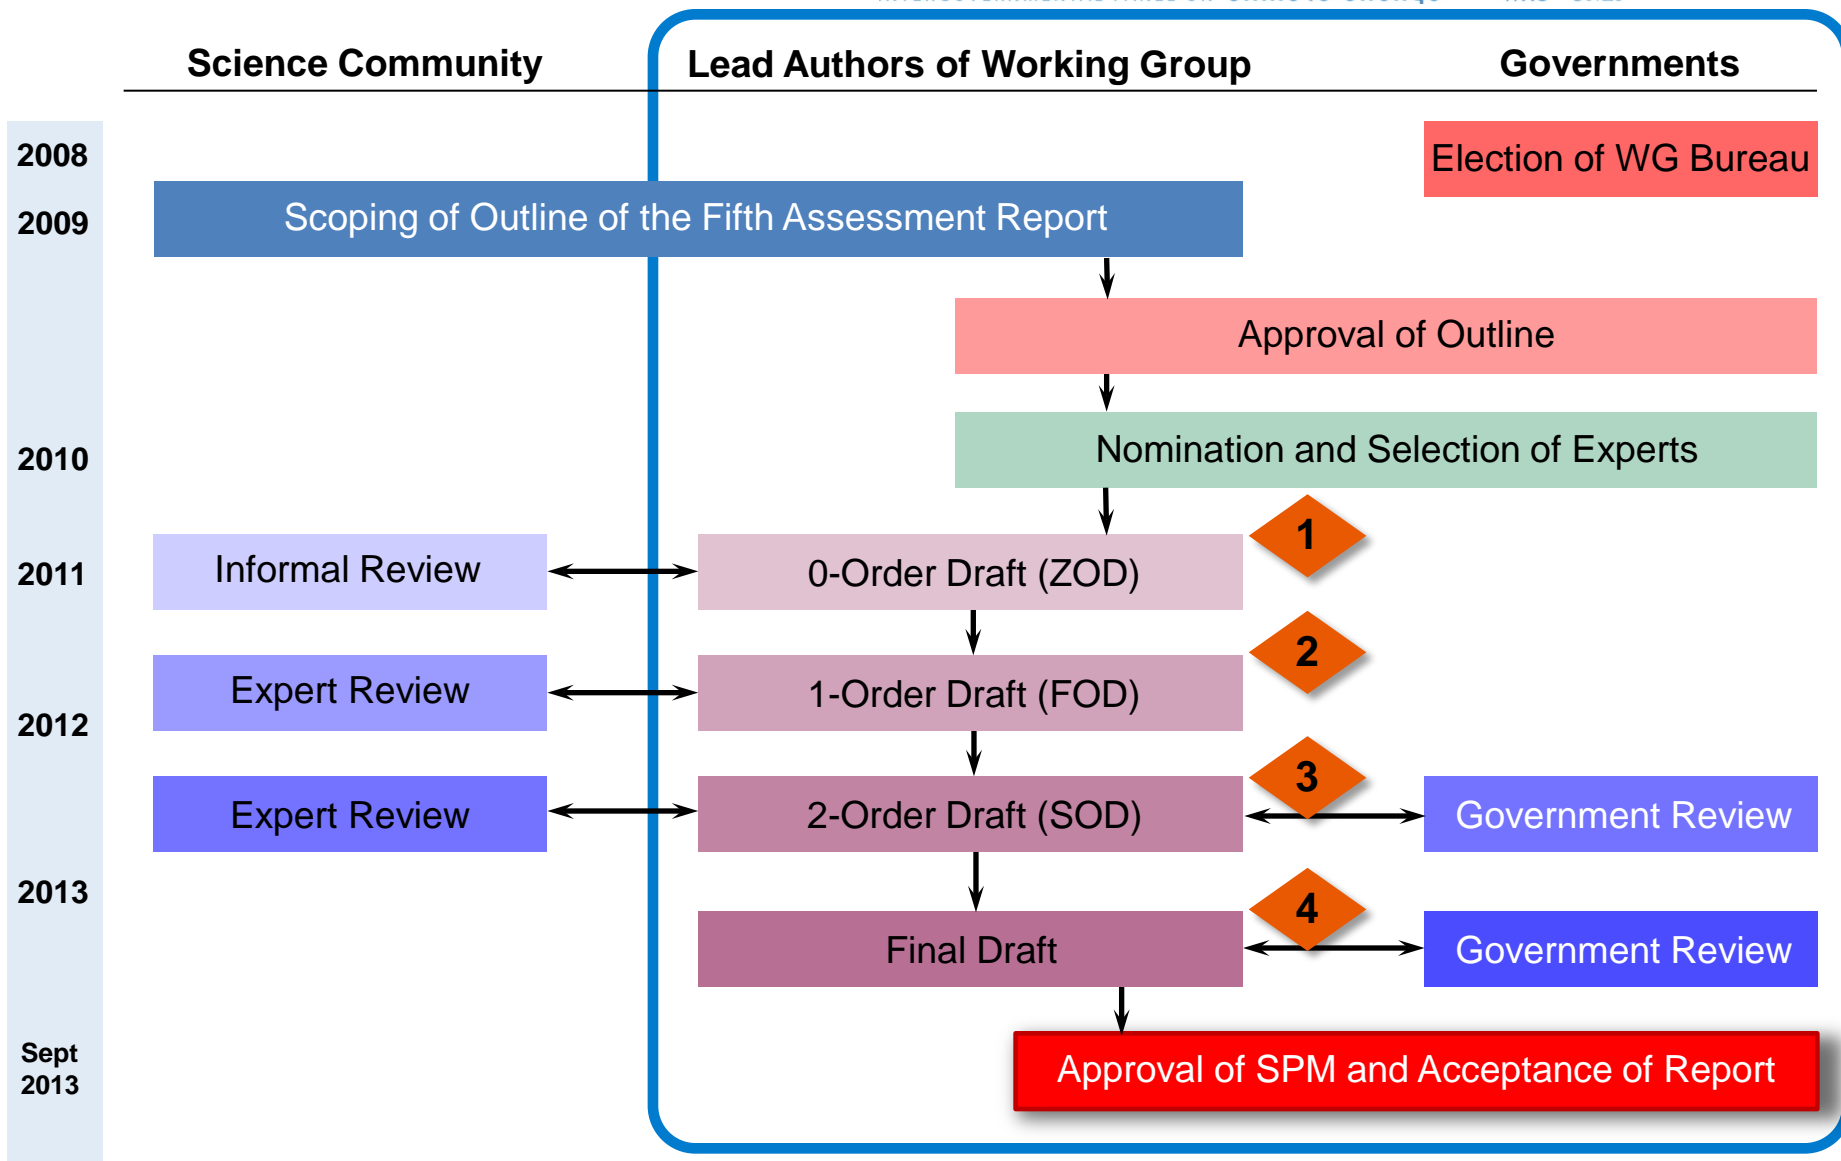 Science Community
Lead Authors of Working Group
Governments
2008
Election of WG Bureau
2009
Scoping of Outline of the Fifth Assessment Report
Approval of Outline
2010
Nomination and Selection of Experts
1
2011
Informal Review
0-Order Draft (ZOD)
2
Expert Review
1-Order Draft (FOD)
2012
3
Expert Review
2-Order Draft (SOD)
Government Review
2013
4
Final Draft
Government Review
Sept
2013
Approval of SPM and Acceptance of Report